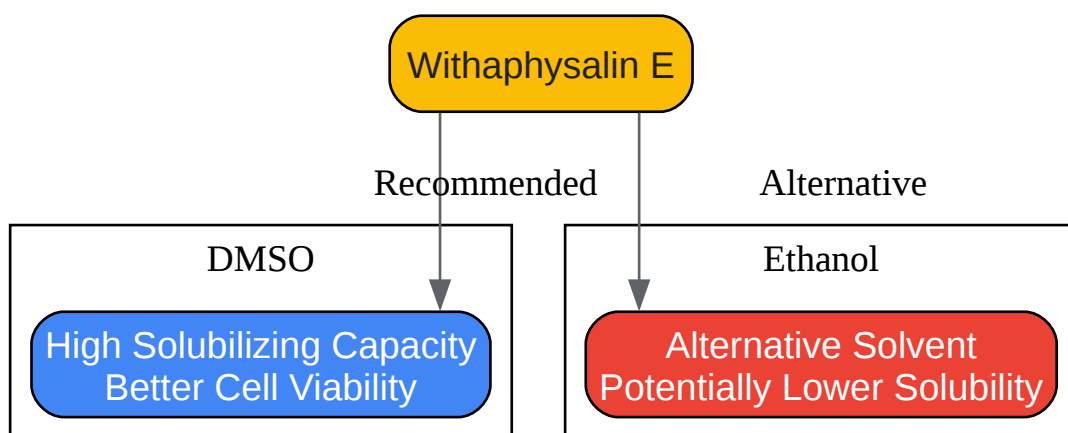 Withaphysalin E
Recommended
Alternative
DMSO
High Solubilizing Capacity
Better Cell Viability
Ethanol
Alternative Solvent
Potentially Lower Solubility